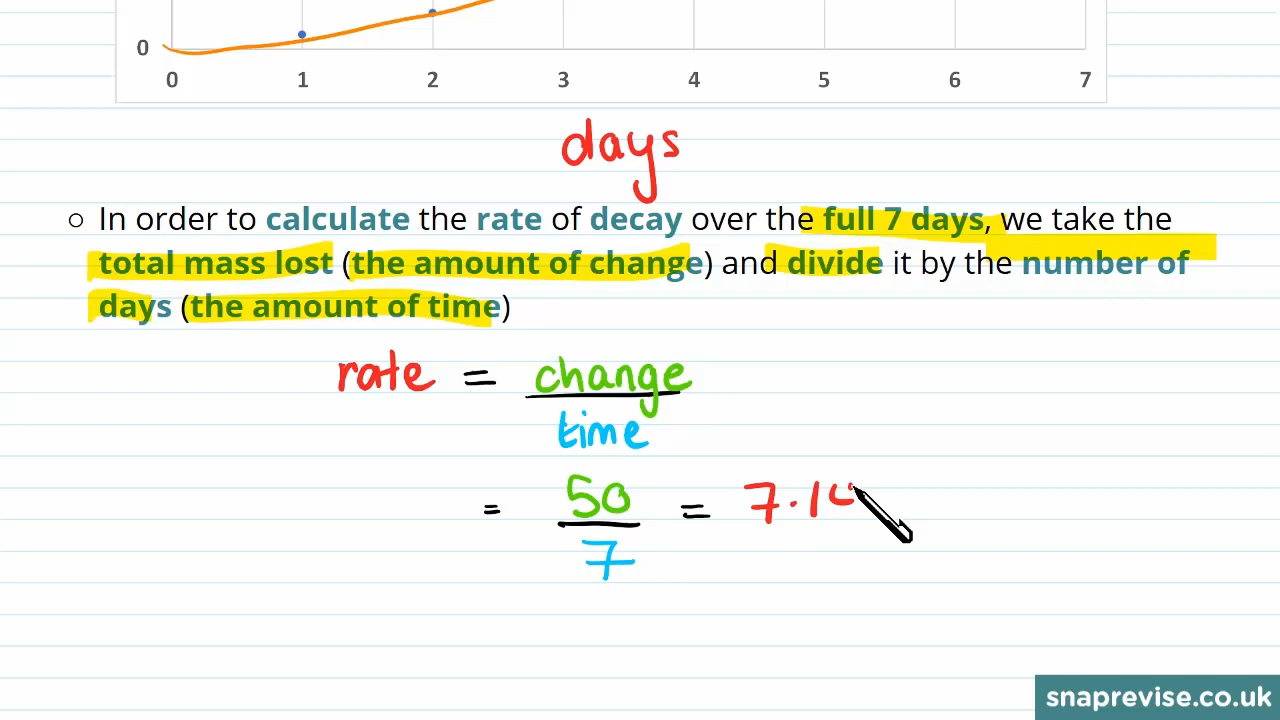 0
0 1 2 3 4 5 6 7
days
○ In order to calculate the rate of decay over the full 7 days, we take the
total mass lost (the amount of change) and divide it by the number of
days (the amount of time)
rate = change
time
= 50 = 7.14
7
snaprevise.co.uk